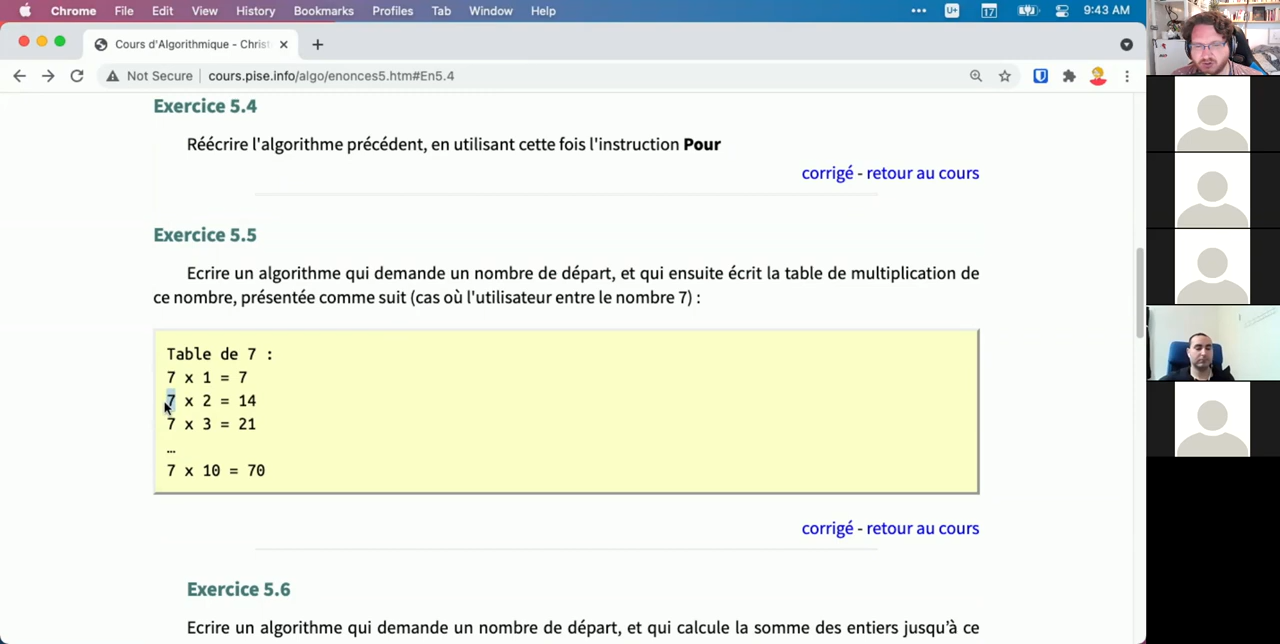 Chrome File Edit View History Bookmarks Profiles Tab Window Help
17
9:43 AM
Cours d'Algorithmique - Christ
Not Secure cours.pise.info/algo/enonces5.htm#En5.4
Exercice 5.4
Réécrire l'algorithme précédent, en utilisant cette fois l'instruction Pour
corrigé - retour au cours
Exercice 5.5
Ecrire un algorithme qui demande un nombre de départ, et qui ensuite écrit la table de multiplication de
ce nombre, présentée comme suit (cas où l'utilisateur entre le nombre 7) :
Table de 7 :
7 x 1 = 7
7 x 2 = 14
7 x 3 = 21
…
7 x 10 = 70
corrigé - retour au cours
Exercice 5.6
Ecrire un algorithme qui demande un nombre de départ, et qui calcule la somme des entiers jusqu'à ce